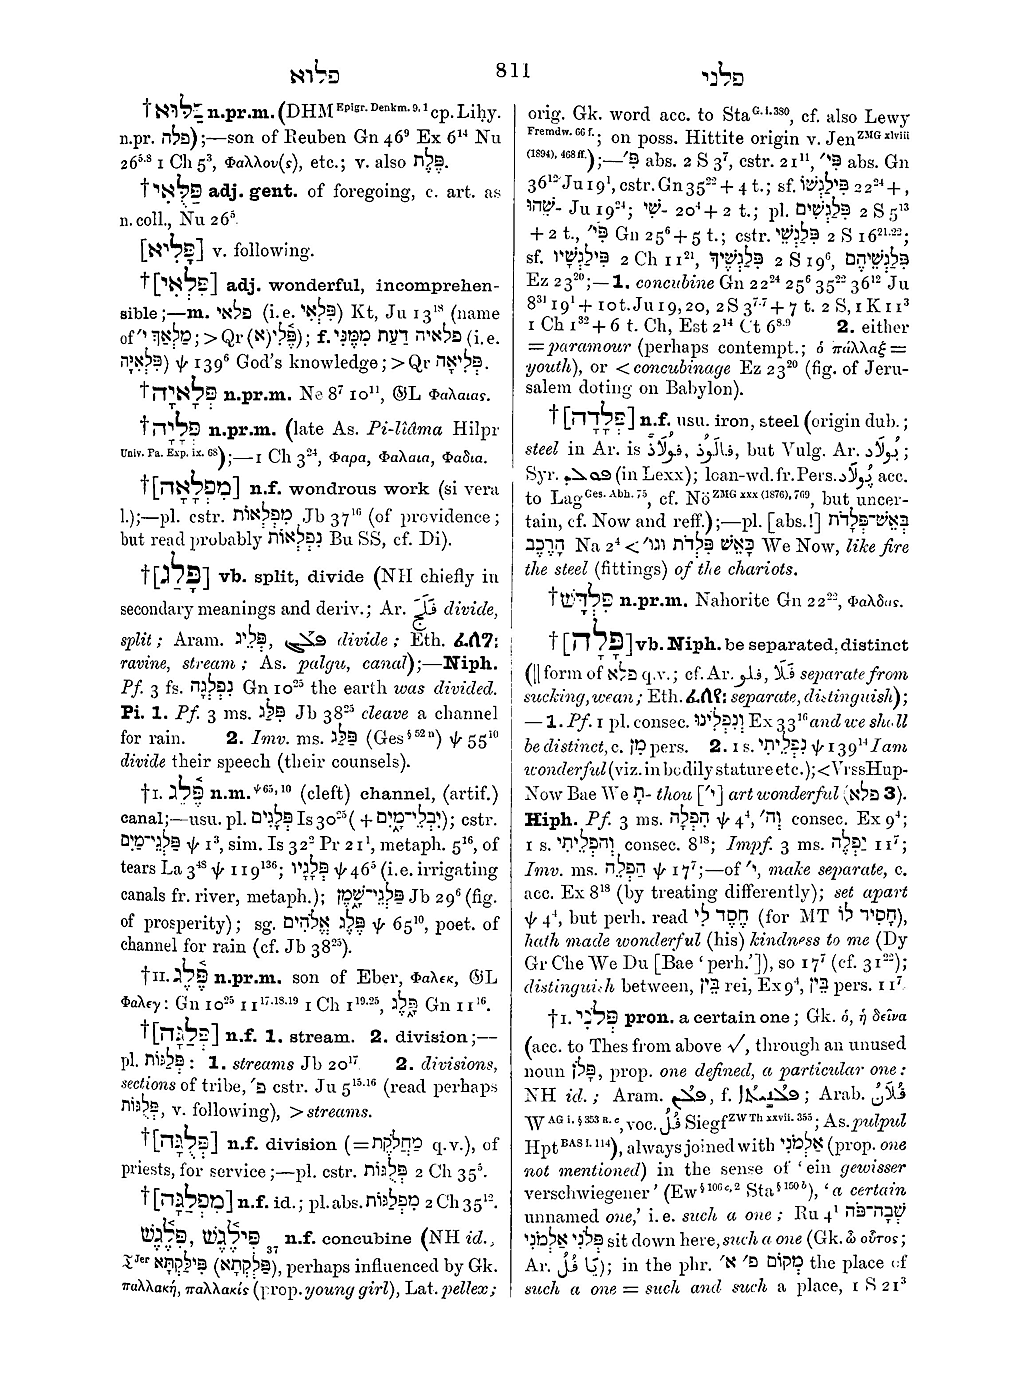 פלוא
811
פלני
†פַּלּוּא n.pr.m. (DHM Epigr. Denkm. 9, 1 cp. Lihy.
n.pr. פלה);—son of Reuben Gn 46⁹ Ex 6¹⁴ Nu
26⁵·⁸ 1 Ch 5³, Φαλλου(ς), etc.; v. also פֶּלֶת.
†פַּלֻּאִי adj. gent. of foregoing, c. art. as
n.coll., Nu 26⁵.
[פָּלִיא] v. following.
†[פִּלְאִי] adj. wonderful, incomprehen-
sible;—m. פלאי (i.e. פִּלְאִי) Kt, Ju 13¹⁸ (name
of מַלְאַךְ י׳; > Qr פֶּלִי(א)); f. פלאיה דַעַת מִמֶּנִּי (i.e.
פִּלְאִיָּה) ψ 139⁶ God's knowledge; > Qr פְּלִיאָה.
†פְּלָאיָה n.pr.m. Ne 8⁷ 10¹¹, 𝔊L Φαλαιας.
†פְּלָיָה n.pr.m. (late As. Pi-lîâma Hilpr
Univ. Pa. Exp. ix. 68);—1 Ch 3²⁴, Φαρα, Φαλαια, Φαδια.
†[מִפְלָאָה] n.f. wondrous work (si vera
l.);—pl. cstr. מִפְלְאוֹת Jb 37¹⁶ (of providence;
but read probably נִפְלְאוֹת Bu SS, cf. Di).
†[פָּלַג] vb. split, divide (NH chiefly in
secondary meanings and deriv.; Ar. فَلَجَ divide,
split; Aram. פְּלֵיג, ܦܠܓ divide; Eth. ፈለግ፡
ravine, stream; As. palgu, canal);—Niph.
Pf. 3 fs. נִפְלְגָה Gn 10²⁵ the earth was divided.
Pi. 1. Pf. 3 ms. פִּלַּג Jb 38²⁵ cleave a channel
for rain. 2. Imv. ms. פַּלַּג (Ges § 52 n) ψ 55¹⁰
divide their speech (their counsels).
†I. פֶּלֶג n.m. ψ 65, 10 (cleft) channel, (artif.)
canal;—usu. pl. פְּלָגִים Is 30²⁵ (+ יִבְלֵי־מָיִם); cstr.
פַּלְגֵי־מַיִם ψ 1³, sim. Is 32² Pr 21¹, metaph. 5¹⁶, of
tears La 3⁴⁸ ψ 119¹³⁶; פְּלָגָיו ψ 46⁵ (i.e. irrigating
canals fr. river, metaph.); פַּלְגֵי־שָׁמֶן Jb 29⁶ (fig.
of prosperity); sg. פֶּלֶג אֱלֹהִים ψ 65¹⁰, poet. of
channel for rain (cf. Jb 38²⁵).
†II. פֶּלֶג n.pr.m. son of Eber, Φαλεκ, 𝔊L
Φαλεγ: Gn 10²⁵ 11¹⁷·¹⁸·¹⁹ 1 Ch 1¹⁹·²⁵, פָּלֶג Gn 11¹⁶.
†[פְּלַגָּה] n.f. 1. stream. 2. division;—
pl. פְּלַגּוֹת: 1. streams Jb 20¹⁷. 2. divisions,
sections of tribe, פ׳ cstr. Ju 5¹⁵·¹⁶ (read perhaps
פְּלֻגּוֹת, v. following), > streams.
†[פְּלֻגָּה] n.f. division (= מַחֲלֹקֶת q.v.), of
priests, for service;—pl. cstr. פְּלֻגּוֹת 2 Ch 35⁵.
†[מִפְלַגָּה] n.f. id.; pl. abs. מִפְלַגּוֹת 2 Ch 35¹².
פִּילֶגֶשׁ, פִּלֶגֶשׁ 37 n.f. concubine (NH id.,
𝔗Jer פִּילַקְתָּא (פִּלַקְתָא), perhaps influenced by Gk.
παλλακή, παλλακίς (prop. young girl), Lat. pellex;
orig. Gk. word acc. to Sta G. i. 380, cf. also Lewy
Fremdw. 66 f.; on poss. Hittite origin v. Jen ZMG xlviii
(1894), 468 ff.);—פ׳ abs. 2 S 3⁷, cstr. 21¹¹, פִּי׳ abs. Gn
36¹² Ju 19¹, cstr. Gn 35²² + 4 t.; sf. פִּילַגְשׁוֹ 22²⁴ +,
שֵׁהוּ- Ju 19²⁴; שִׁי- 20⁴ + 2 t.; pl. פִּלַגְשִׁים 2 S 5¹³
+ 2 t., פִּי׳ Gn 25⁶ + 5 t.; cstr. פִּלַגְשֵׁי 2 S 16²¹·²²;
sf. פִּילַגְשָׁיו 2 Ch 11²¹, פִּלַגְשֶׁיךָ 2 S 19⁶, פִּלַגְשֵׁיהֶם
Ez 23²⁰;—1. concubine Gn 22²⁴ 25⁶ 35²² 36¹² Ju
8³¹ 19¹ + 10 t. Ju 19, 20, 2 S 3⁷·⁷ + 7 t. 2 S, 1 K 11³
1 Ch 1³² + 6 t. Ch, Est 2¹⁴ Ct 6⁸·⁹ 2. either
= paramour (perhaps contempt.; ὁ πάλλαξ =
youth), or < concubinage Ez 23²⁰ (fig. of Jeru-
salem doting on Babylon).
†[פְּלָדָה] n.f. usu. iron, steel (origin dub.;
steel in Ar. is فُولَاذ, فَالُوذ, but Vulg. Ar. بُولَاد;
Syr. (in Lexx); loan-wd. fr. Pers. پُولَاد acc.
to Lag Ges. Abh. 75, cf. Nö ZMG xxx (1876), 769, but uncer-
tain, cf. Now and reff.);—pl. [abs.!] בְּאֵשׁ־פְּלָדֹת
הָרֶכֶב Na 2⁴ < כְּאֵשׁ פְּלָדֹת וגו׳ We Now, like fire
the steel (fittings) of the chariots.
†פִּלְדָּשׁ n.pr.m. Nahorite Gn 22²², Φαλδας.
†[פָּלָה] vb. Niph. be separated, distinct
(|| form of פלא q.v.; cf. Ar. فلو, فَلَا separate from
sucking, wean; Eth. ፈለየ፡ separate, distinguish);
—1. Pf. 1 pl. consec. וְנִפְלֵינוּ Ex 33¹⁶ and we shall
be distinct, c. מִן pers. 2. 1 s. נִפְלֵיתִי ψ 139¹⁴ I am
wonderful (viz. in bodily stature etc.); < Vrss Hup-
Now Bae We תָ- thou [י׳] art wonderful (פלא 3).
Hiph. Pf. 3 ms. הִפְלָה ψ 4⁴, וְהִ׳ consec. Ex 9⁴;
1 s. וְהִפְלֵיתִי consec. 8¹⁸; Impf. 3 ms. יַפְלֶה 11⁷;
Imv. ms. הַפְלֵה ψ 17⁷;—of י׳, make separate, c.
acc. Ex 8¹⁸ (by treating differently); set apart
ψ 4⁴, but perh. read חֶסֶד לִי (for MT חָסִיד לוֹ),
hath made wonderful (his) kindness to me (Dy
Gr Che We Du [Bae 'perh.']), so 17⁷ (cf. 31²²);
distinguish between, בֵּין rei, Ex 9⁴, בֵּין pers. 11⁷.
†I. פְּלֹנִי pron. a certain one; Gk. ὁ, ἡ δεῖνα
(acc. to Thes from above √, through an unused
noun פָּלֹן, prop. one defined, a particular one:
NH id.; Aram. ܦܠܢ, f. ܦܠܢܝܬܐ; Arab. فُلَانٌ
W AG i. § 353 R. c, voc. فُلُ Siegf ZW Th xxvii. 355; As. pulpul
Hpt BAS I. 114), always joined with אַלְמֹנִי (prop. one
not mentioned) in the sense of 'ein gewisser
verschwiegener' (Ew § 106 c, 2 Sta § 150 b), 'a certain
unnamed one,' i.e. such a one; Ru 4¹ שְׁבָה־פֹּה
פְּלֹנִי אַלְמֹנִי sit down here, such a one (Gk. ὦ οὗτος;
Ar. يَا فُلُ); in the phr. מְקוֹם פ׳ א׳ the place of
such a one = such and such a place, 1 S 21³